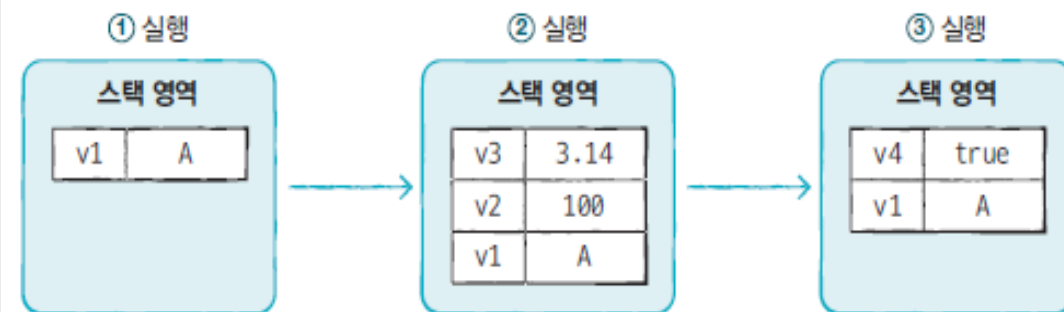 ① 실행
스택 영역
v1 A
② 실행
스택 영역
v3 3.14
v2 100
v1 A
③ 실행
스택 영역
v4 true
v1 A